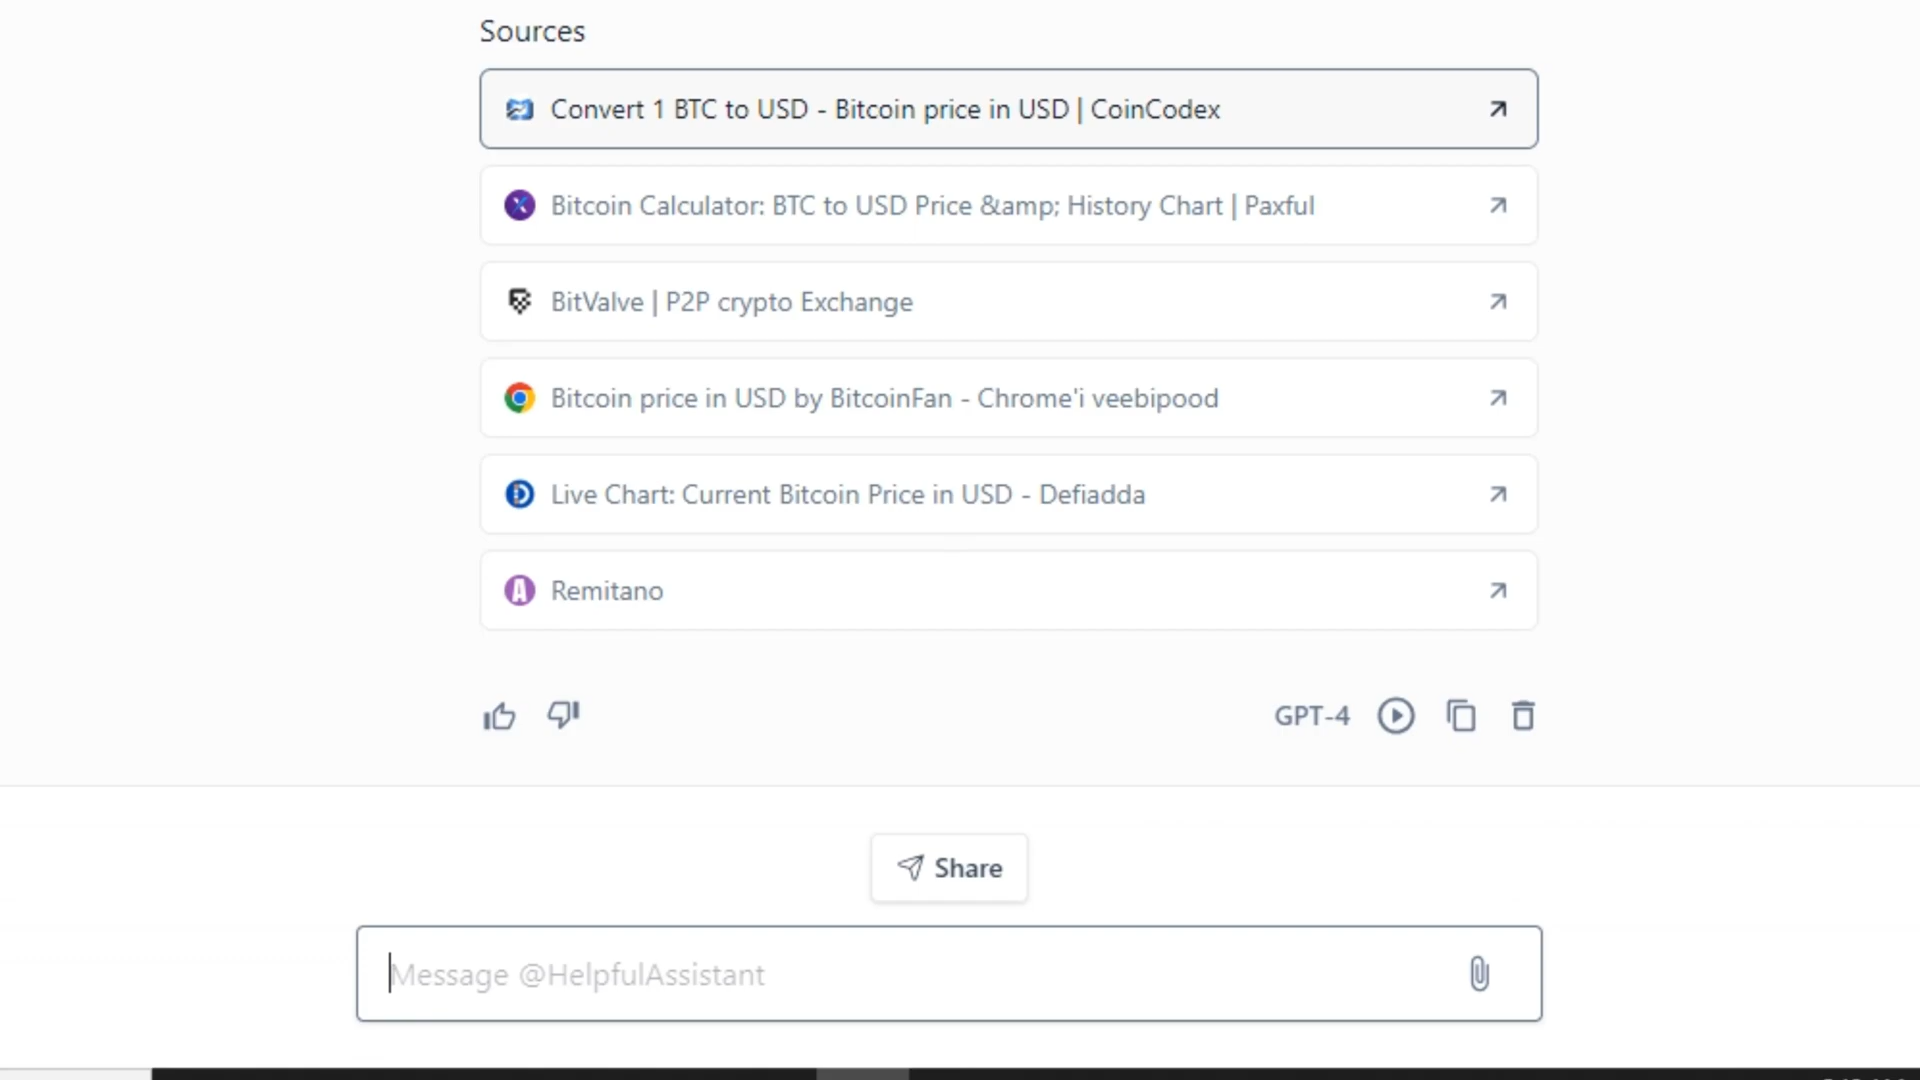 Sources
Convert 1 BTC to USD - Bitcoin price in USD | CoinCodex
Bitcoin Calculator: BTC to USD Price &amp; History Chart | Paxful
BitValve | P2P crypto Exchange
Bitcoin price in USD by BitcoinFan - Chrome'i veebipood
Live Chart: Current Bitcoin Price in USD - Defiadda
Remitano
GPT-4
Share
Message @HelpfulAssistant